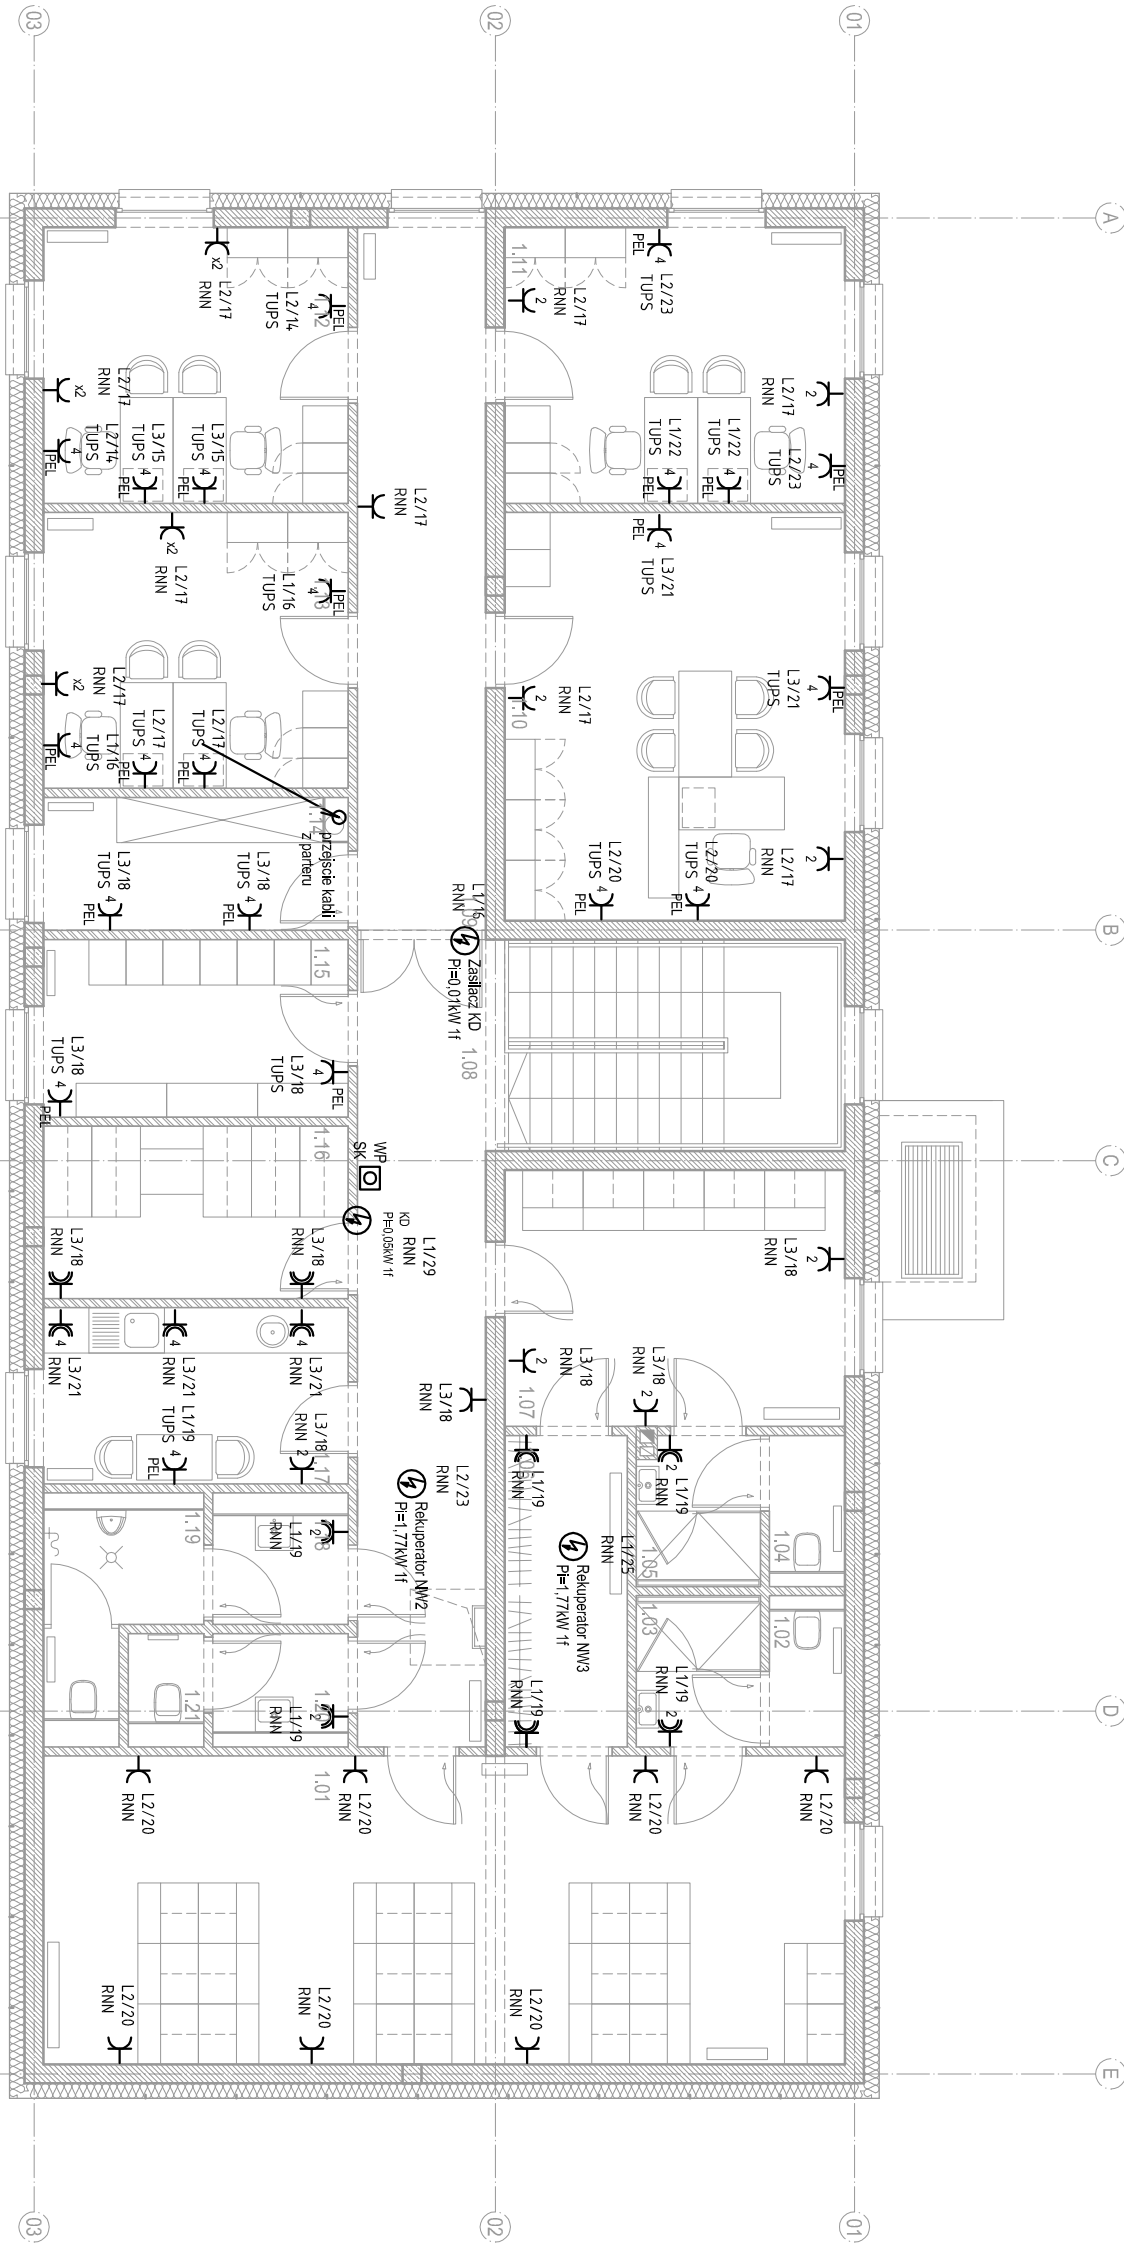 03
02
01
A
B
C
D
E
03
02
01
1.11
PEL
4
L2/23
TUPS
2
L2/17
RNN
2
L2/17
RNN
L1/22
TUPS
4
PEL
L1/22
TUPS
4
PEL
L2/23
TUPS
4
PEL
x2
L2/17
RNN
L2/14
TUPS
4
PEL
x2
L2/17
RNN
L2/14
TUPS
4
PEL
L3/15
TUPS
4
PEL
L3/15
TUPS
4
PEL
L2/17
RNN
PEL
4
L3/21
TUPS
L3/21
TUPS
4
PEL
1.10
2
L2/17
RNN
L2/17
RNN
2
L2/20
TUPS
4
PEL
L2/20
TUPS
4
PEL
x2
L2/17
RNN
L1/16
TUPS
4
PEL
x2
L2/17
RNN
L1/16
TUPS
4
PEL
L2/17
TUPS
4
PEL
L2/17
TUPS
4
PEL
1.14
przejscie kabli
z parteru
L3/18
TUPS
4
PEL
L3/18
TUPS
4
PEL
L1/16
RNN
Zasilacz KD
Pi=0,01kW 1f
1.08
1.15
L3/18
TUPS
4
PEL
L3/18
TUPS
4
PEL
1.16
WP
SK
L1/29
RNN
KD
Pi=0,05kW 1f
L3/18
RNN
L3/18
RNN
L3/18
RNN
2
4
L3/21
RNN
4
L3/21
RNN
4
L3/21
RNN
L1/19
TUPS
4
PEL
L3/18
RNN
2
1.17
L3/18
RNN
1.07
2
L3/18
RNN
L3/18
RNN
2
L1/19
RNN
2
L1/19
RNN
L2/23
RNN
Rekuperator NW2
Pi=1,77kW 1f
L1/25
RNN
Rekuperator NW3
Pi=1,77kW 1f
1.05
1.04
1.03
1.02
1.19
2
L1/19
RNN
L1/19
RNN
2
L1/19
RNN
1.21
2
L1/19
RNN
1.01
L2/20
RNN
L2/20
RNN
L2/20
RNN
L2/20
RNN
L2/20
RNN
L2/20
RNN
L2/20
RNN